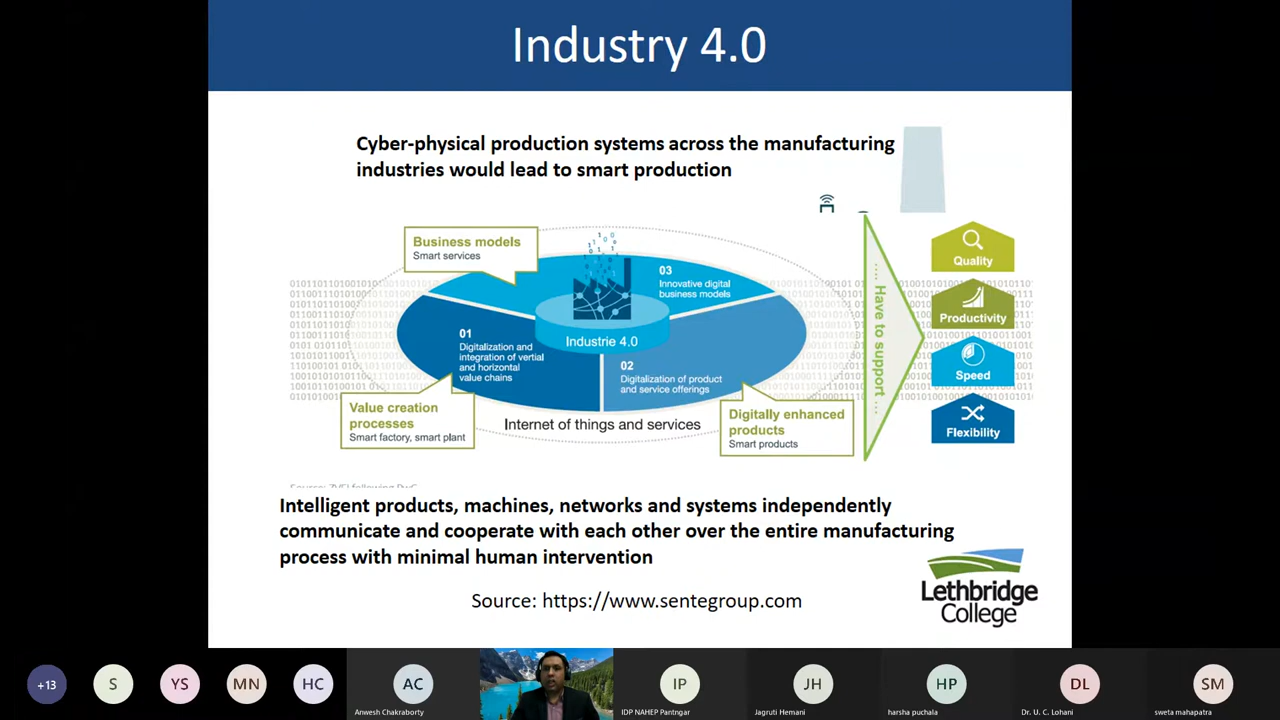 Industry 4.0
Cyber-physical production systems across the manufacturing
industries would lead to smart production
Business models
Smart services
03
Innovative digital
business models
Industrie 4.0
01
Digitalization and
integration of vertial
and horizontal
value chains
02
Digitalization of product
and service offerings
Value creation
processes
Smart factory, smart plant
Internet of things and services
Digitally enhanced
products
Smart products
.... Have to support ...
Quality
Productivity
Speed
Flexibility
Intelligent products, machines, networks and systems independently
communicate and cooperate with each other over the entire manufacturing
process with minimal human intervention
Source: https://www.sentegroup.com
Lethbridge
College
+13
S
YS
MN
HC
AC
Anwesh Chakraborty
IP
IDP NAHEP Pantngar
JH
Jagruti Hemani
HP
harsha puchala
DL
Dr. U. C. Lohani
SM
sweta mahapatra